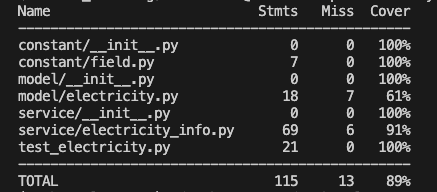 Name Stmts Miss Cover
constant/__init__.py 0 0 100%
constant/field.py 7 0 100%
model/__init__.py 0 0 100%
model/electricity.py 18 7 61%
service/__init__.py 0 0 100%
service/electricity_info.py 69 6 91%
test_electricity.py 21 0 100%
TOTAL 115 13 89%